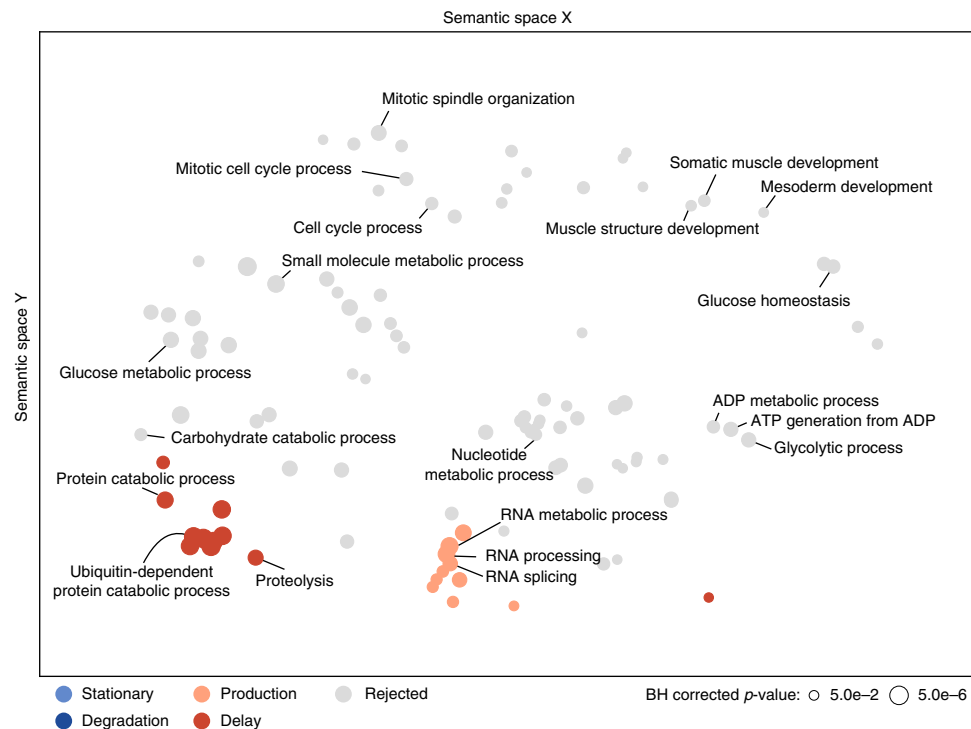 Semantic space X
Semantic space Y
Mitotic spindle organization
Mitotic cell cycle process
Somatic muscle development
Mesoderm development
Cell cycle process
Muscle structure development
Small molecule metabolic process
Glucose homeostasis
Glucose metabolic process
ADP metabolic process
ATP generation from ADP
Carbohydrate catabolic process
Glycolytic process
Nucleotide
metabolic process
Protein catabolic process
RNA metabolic process
RNA processing
RNA splicing
Ubiquitin-dependent
protein catabolic process
Proteolysis
Stationary
Production
Rejected
BH corrected p-value:
5.0e–2
5.0e–6
Degradation
Delay